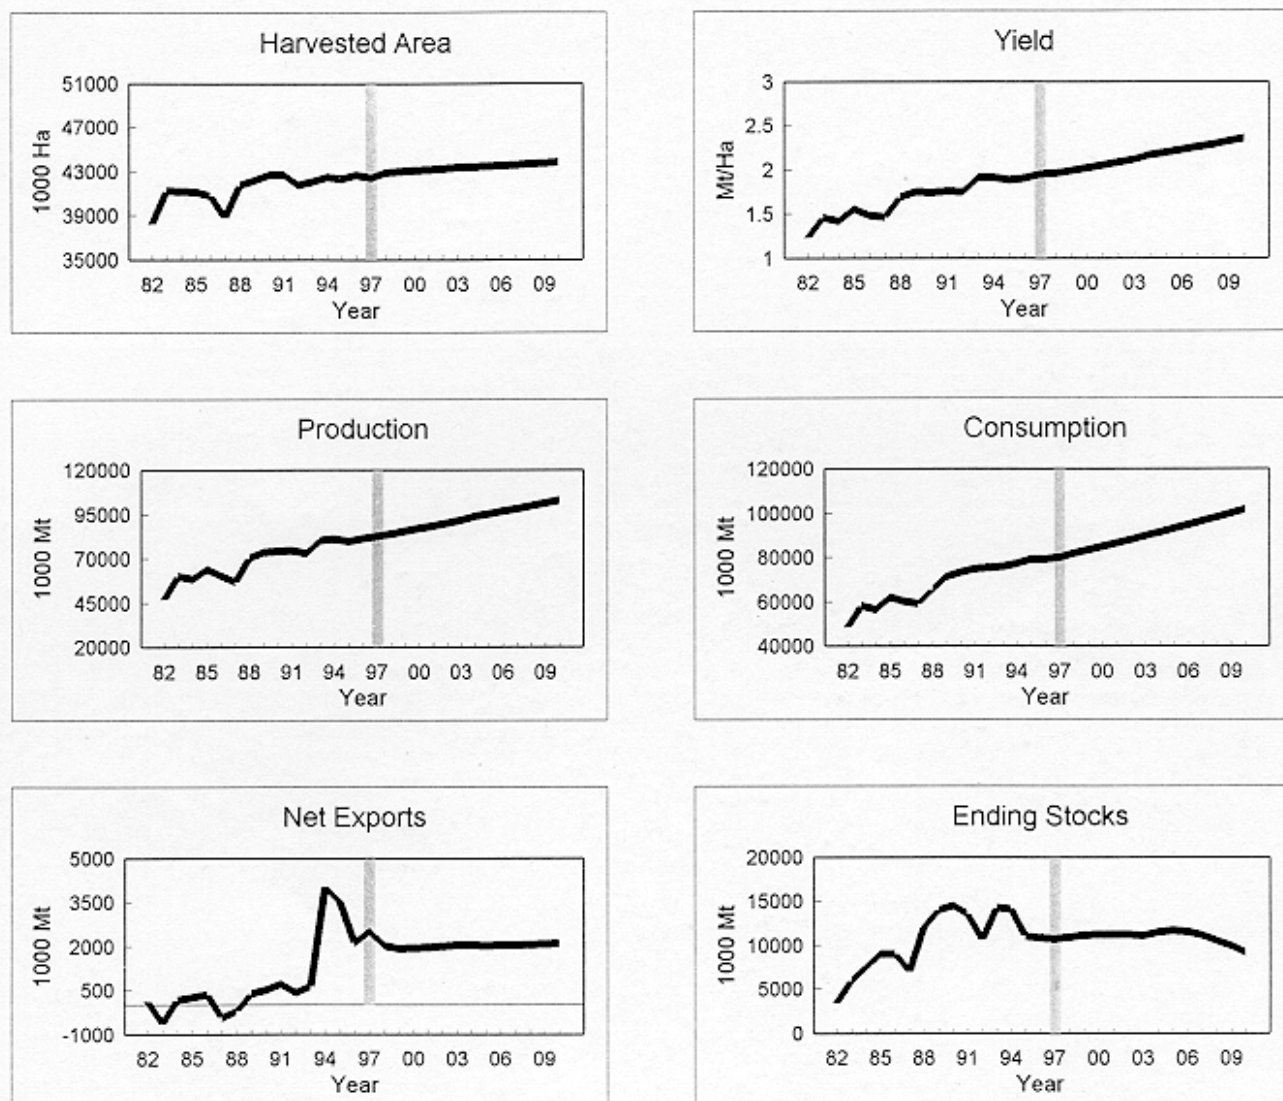 Harvested Area
51000
47000
43000
39000
35000
1000 Ha
82 85 88 91 94 97 00 03 06 09
Year
Yield
3
2.5
2
1.5
1
Mt/Ha
82 85 88 91 94 97 00 03 06 09
Year
Production
120000
95000
70000
45000
20000
1000 Mt
82 85 88 91 94 97 00 03 06 09
Year
Consumption
120000
100000
80000
60000
40000
1000 Mt
82 85 88 91 94 97 00 03 06 09
Year
Net Exports
5000
3500
2000
500
-1000
1000 Mt
82 85 88 91 94 97 00 03 06 09
Year
Ending Stocks
20000
15000
10000
5000
0
1000 Mt
82 85 88 91 94 97 00 03 06 09
Year